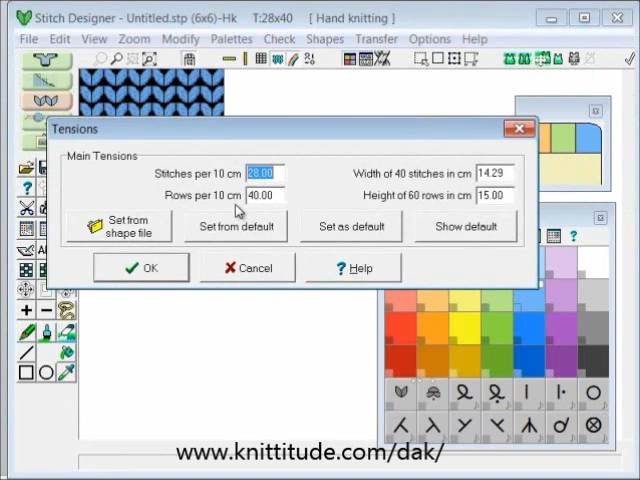 Stitch Designer - Untitled.stp (6x6)-Hk T:28x40 [ Hand knitting ]
File Edit View Zoom Modify Palettes Check Shapes Transfer Options Help
Tensions
Main Tensions
Stitches per 10 cm 28.00 Width of 40 stitches in cm 14.29
Rows per 10 cm 40.00 Height of 60 rows in cm 15.00
Set from shape file Set from default Set as default Show default
OK Cancel ? Help
www.knittitude.com/dak/